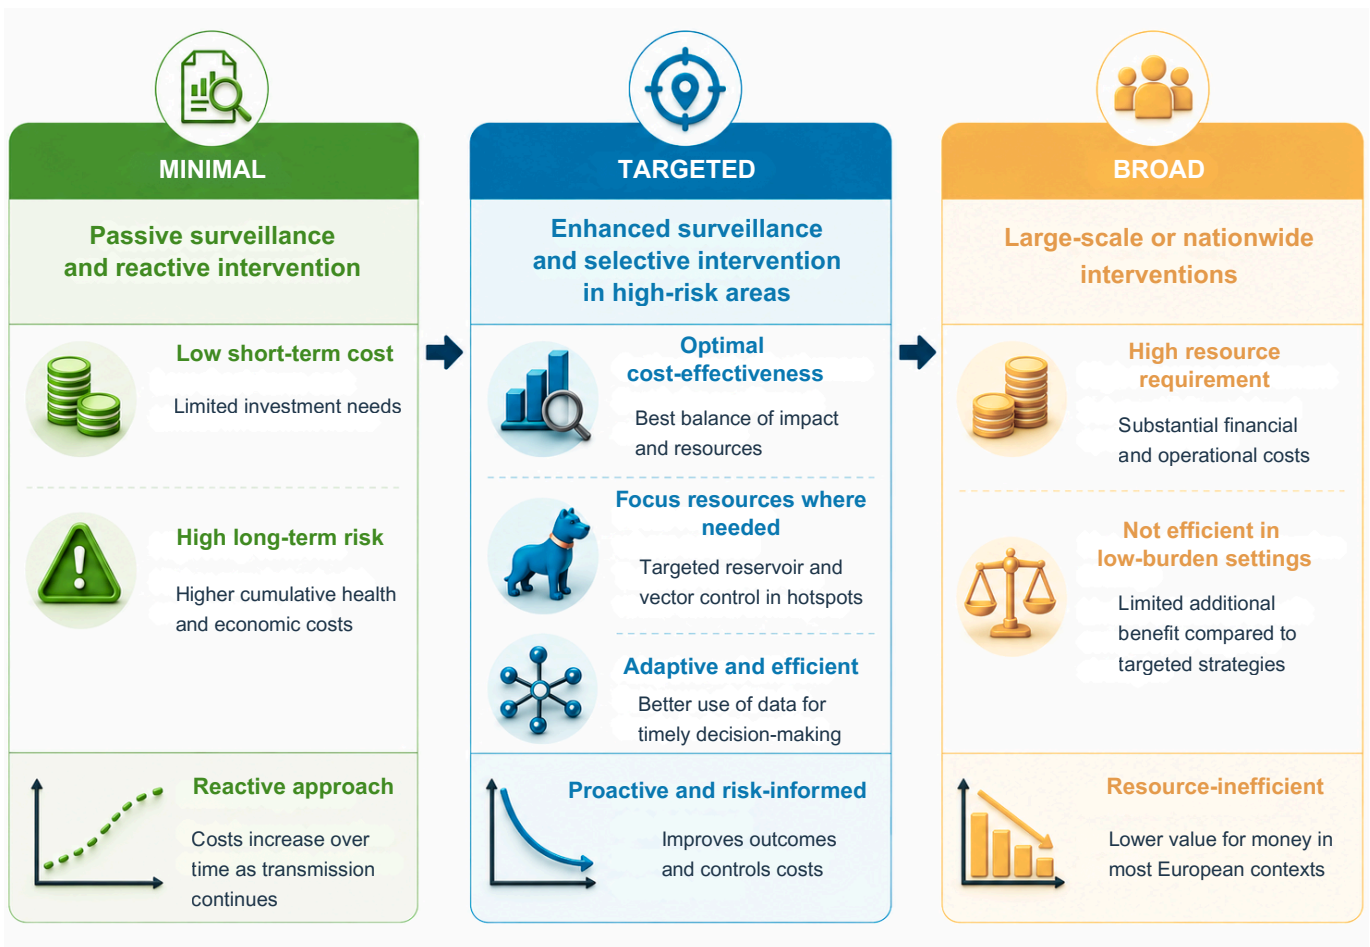 MINIMAL
Passive surveillance
and reactive intervention
Low short-term cost
Limited investment needs
High long-term risk
Higher cumulative health
and economic costs
Reactive approach
Costs increase over
time as transmission
continues
TARGETED
Enhanced surveillance
and selective intervention
in high-risk areas
Optimal
cost-effectiveness
Best balance of impact
and resources
Focus resources where
needed
Targeted reservoir and
vector control in hotspots
Adaptive and efficient
Better use of data for
timely decision-making
Proactive and risk-informed
Improves outcomes
and controls costs
BROAD
Large-scale or nationwide
interventions
High resource
requirement
Substantial financial
and operational costs
Not efficient in
low-burden settings
Limited additional
benefit compared to
targeted strategies
Resource-inefficient
Lower value for money in
most European contexts